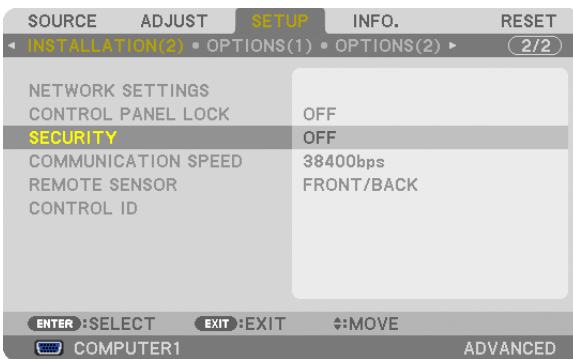 SOURCE ADJUST SETUP INFO. RESET
◄ INSTALLATION(2) • OPTIONS(1) • OPTIONS(2) ► 2/2
NETWORK SETTINGS
CONTROL PANEL LOCK OFF
SECURITY OFF
COMMUNICATION SPEED 38400bps
REMOTE SENSOR FRONT/BACK
CONTROL ID
ENTER :SELECT EXIT :EXIT ♦:MOVE
COMPUTER1 ADVANCED